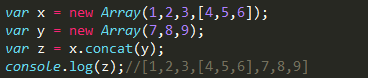 var x = new Array(1,2,3,[4,5,6]);
var y = new Array(7,8,9);
var z = x.concat(y);
console.log(z);//[1,2,3,[4,5,6],7,8,9]